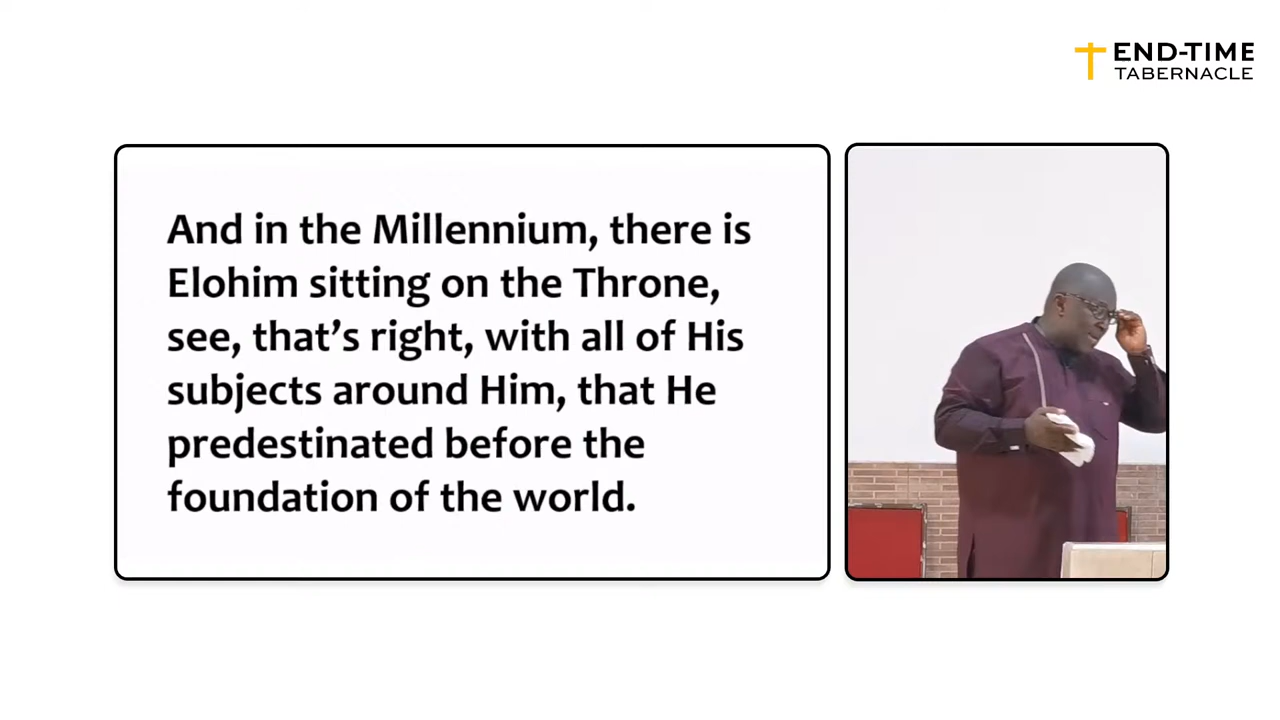 END-TIME
TABERNACLE
And in the Millennium, there is
Elohim sitting on the Throne,
see, that’s right, with all of His
subjects around Him, that He
predestinated before the
foundation of the world.